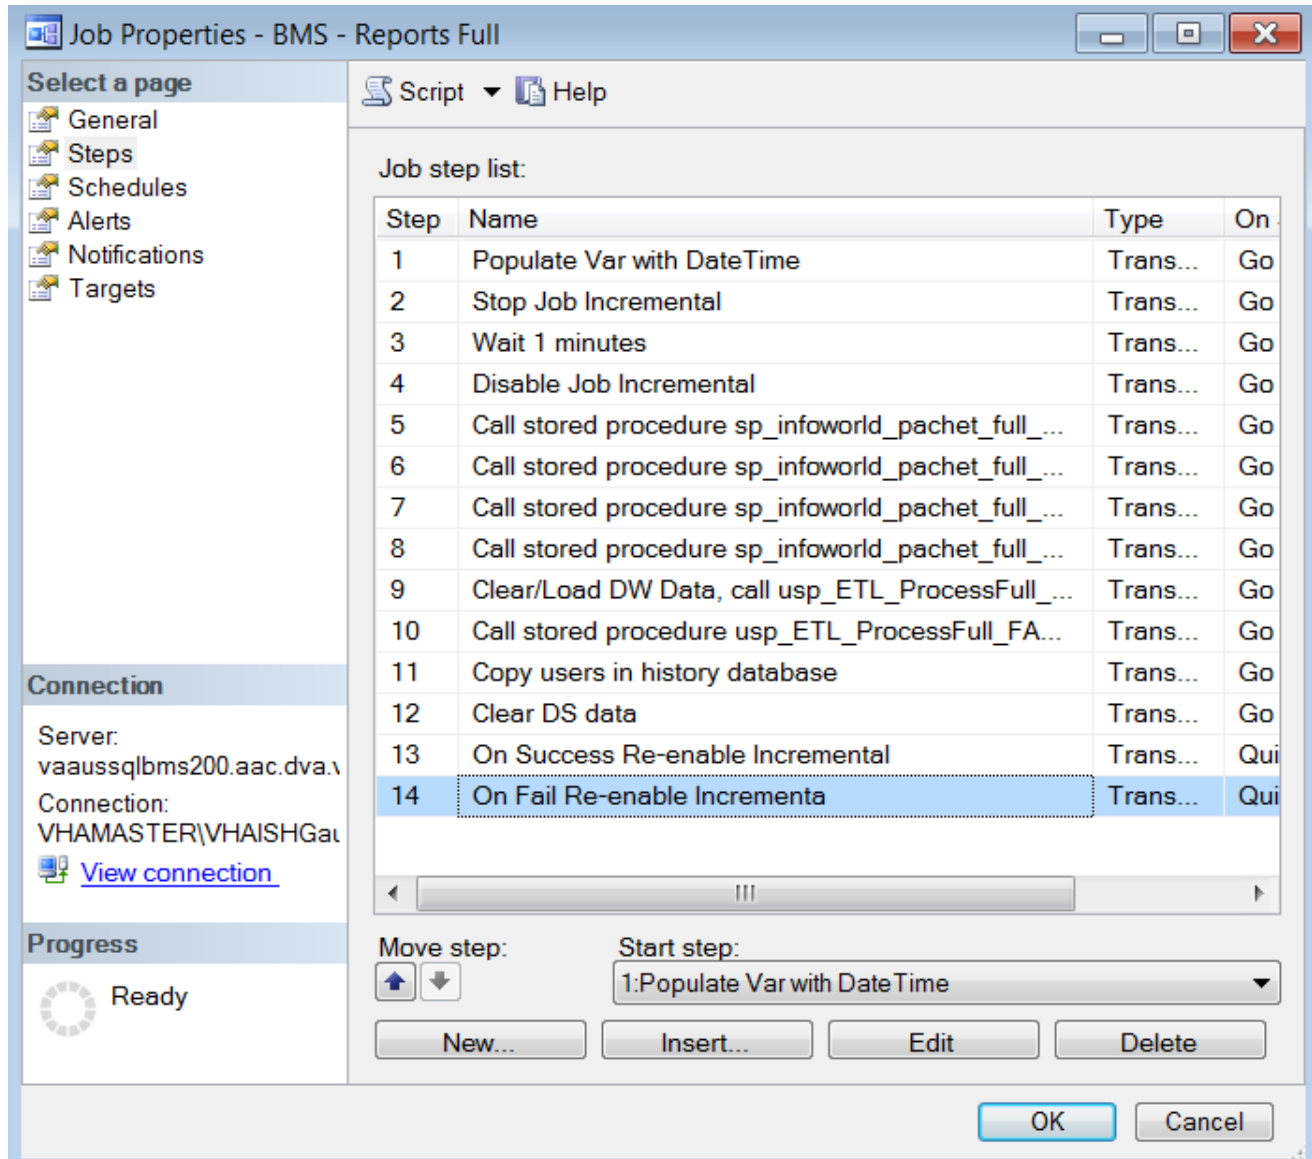 Job Properties - BMS - Reports Full
Select a page
General
Steps
Schedules
Alerts
Notifications
Targets
Connection
Server:
vaaussqlbms200.aac.dva.v
Connection:
VHAMASTER\VHAISHGau
View connection
Progress
Ready
Script Help
Job step list:
Step Name Type On
1 Populate Var with DateTime Trans... Go
2 Stop Job Incremental Trans... Go
3 Wait 1 minutes Trans... Go
4 Disable Job Incremental Trans... Go
5 Call stored procedure sp_infoworld_pachet_full_... Trans... Go
6 Call stored procedure sp_infoworld_pachet_full_... Trans... Go
7 Call stored procedure sp_infoworld_pachet_full_... Trans... Go
8 Call stored procedure sp_infoworld_pachet_full_... Trans... Go
9 Clear/Load DW Data, call usp_ETL_ProcessFull_... Trans... Go
10 Call stored procedure usp_ETL_ProcessFull_FA... Trans... Go
11 Copy users in history database Trans... Go
12 Clear DS data Trans... Go
13 On Success Re-enable Incremental Trans... Qui
14 On Fail Re-enable Incrementa Trans... Qui
Move step: Start step:
1:Populate Var with DateTime
New... Insert... Edit Delete
OK Cancel